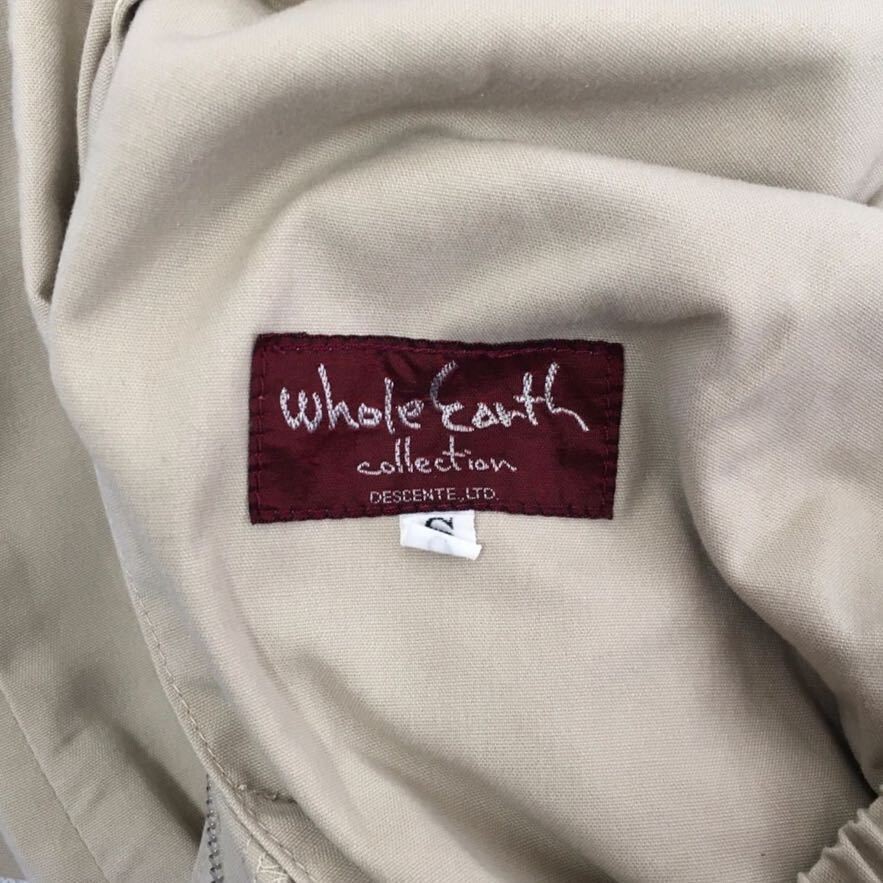 Whole Earth
collection
DESCENTE., LTD.
S